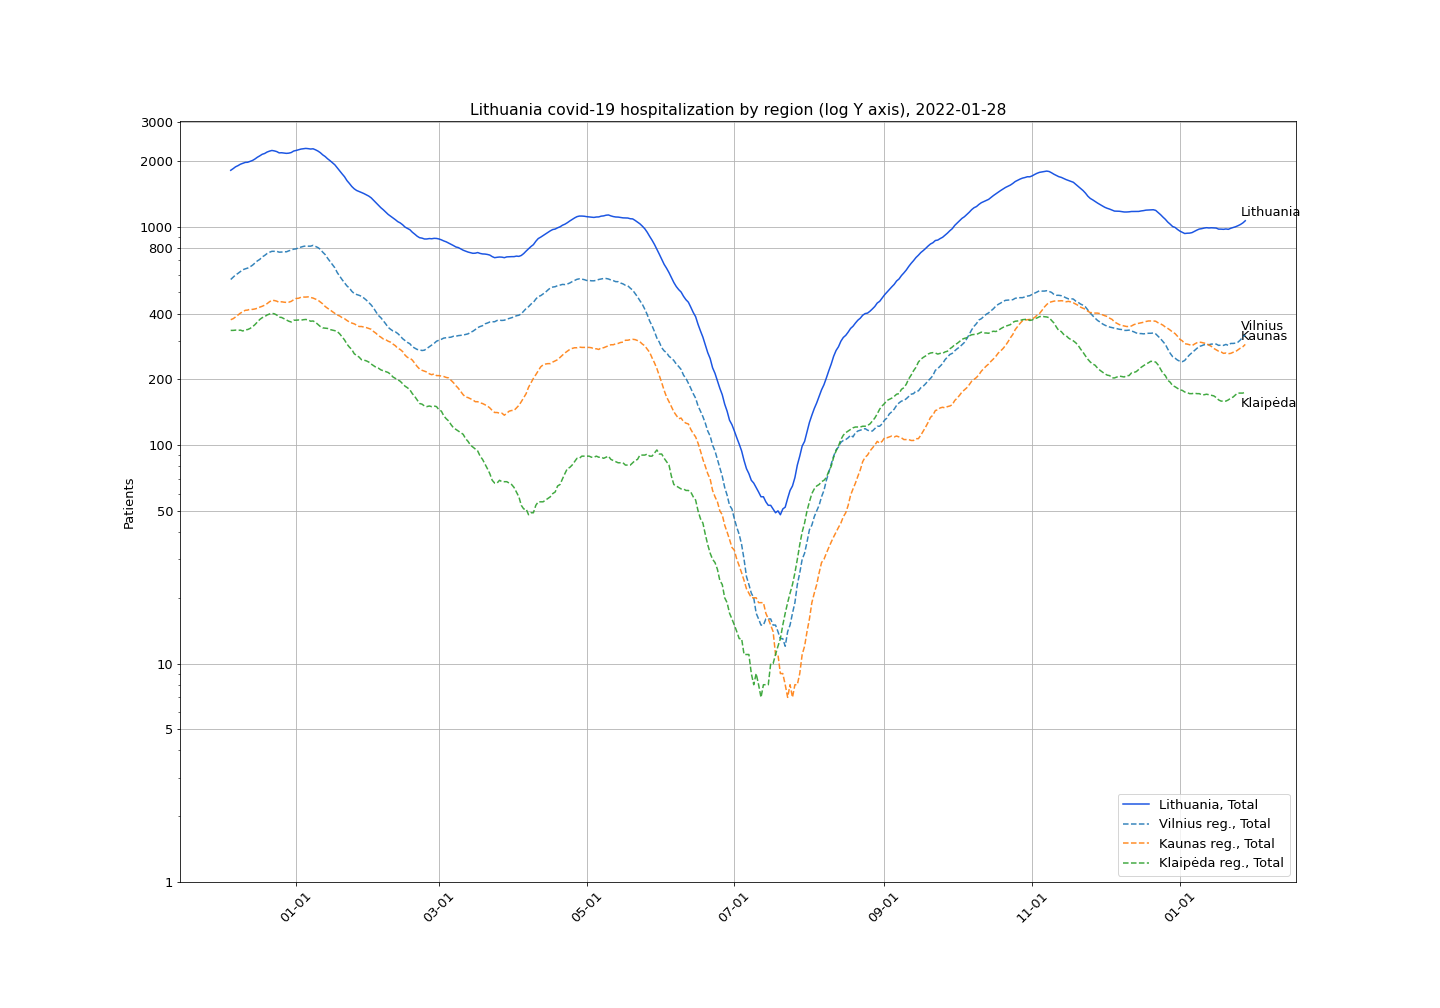 Lithuania covid-19 hospitalization by region (log Y axis), 2022-01-28
3000
2000
1000
800
400
200
100
50
10
5
1
Patients
Lithuania
Vilnius
Kaunas
Klaipėda
Lithuania, Total
Vilnius reg., Total
Kaunas reg., Total
Klaipėda reg., Total
01-01
03-01
05-01
07-01
09-01
11-01
01-01